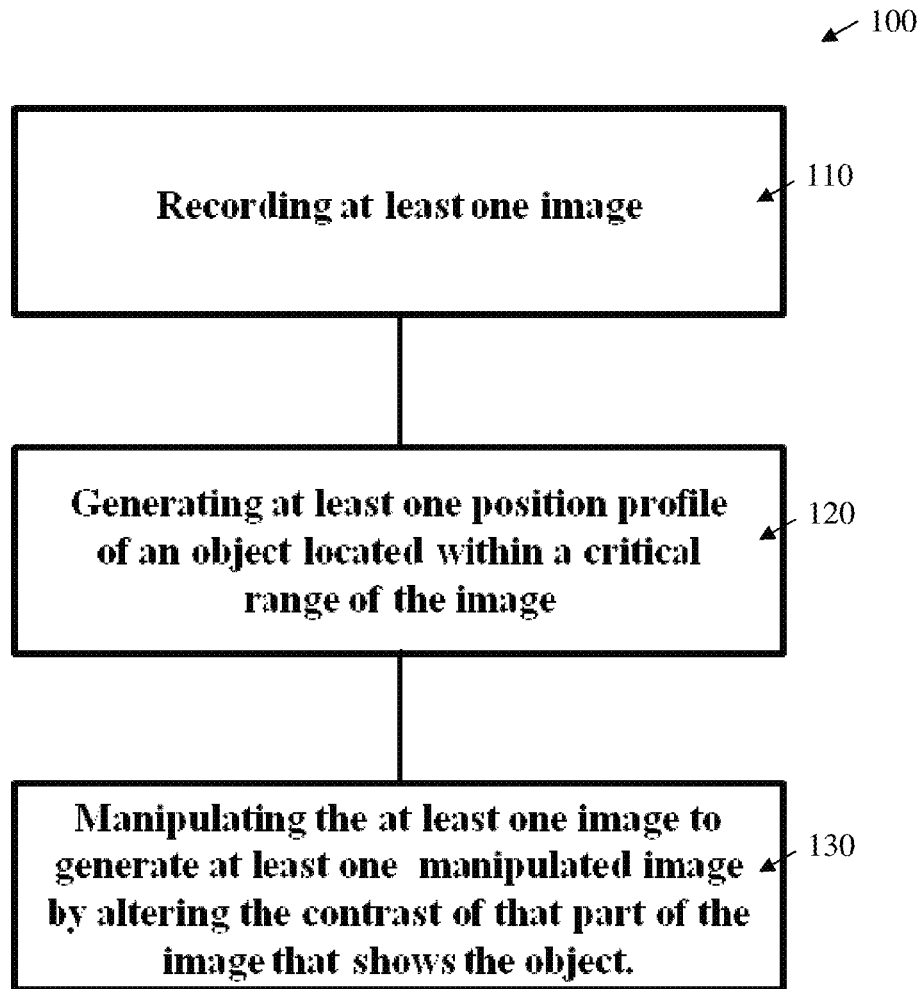 100
110
Recording at least one image
Generating at least one position profile
120
of an object located within a critical
range of the image
Manipulating the at least one image to
generate at least one manipulated image
130
by altering the contrast of that part of the
image that shows the object.